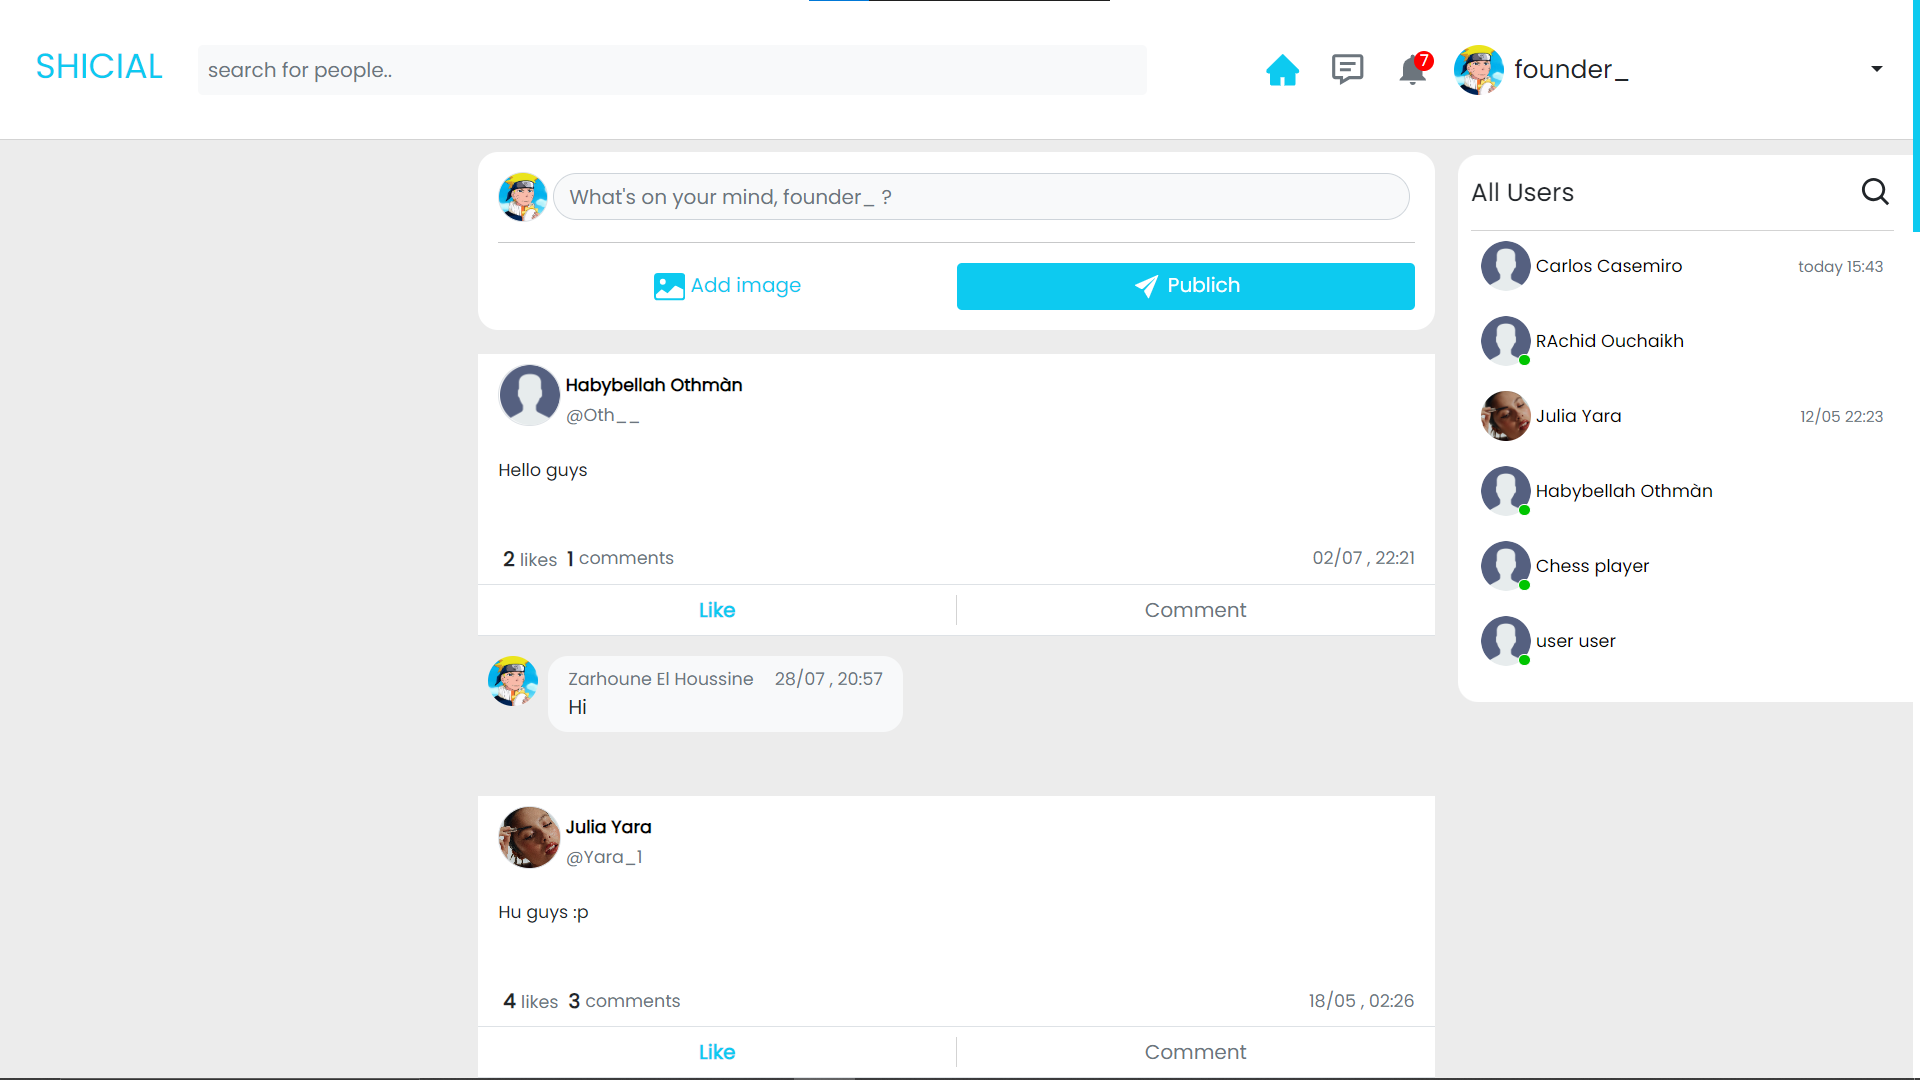 SHICIAL
search for people..
7
founder_
What's on your mind, founder_ ?
Add image
Publich
Habybellah Othmàn
@Oth__
Hello guys
2 likes 1 comments
02/07 , 22:21
Like
Comment
Zarhoune El Houssine 28/07 , 20:57
Hi
Julia Yara
@Yara_1
Hu guys :p
4 likes 3 comments
18/05 , 02:26
Like
Comment
All Users
Carlos Casemiro today 15:43
RAchid Ouchaikh
Julia Yara 12/05 22:23
Habybellah Othmàn
Chess player
user user